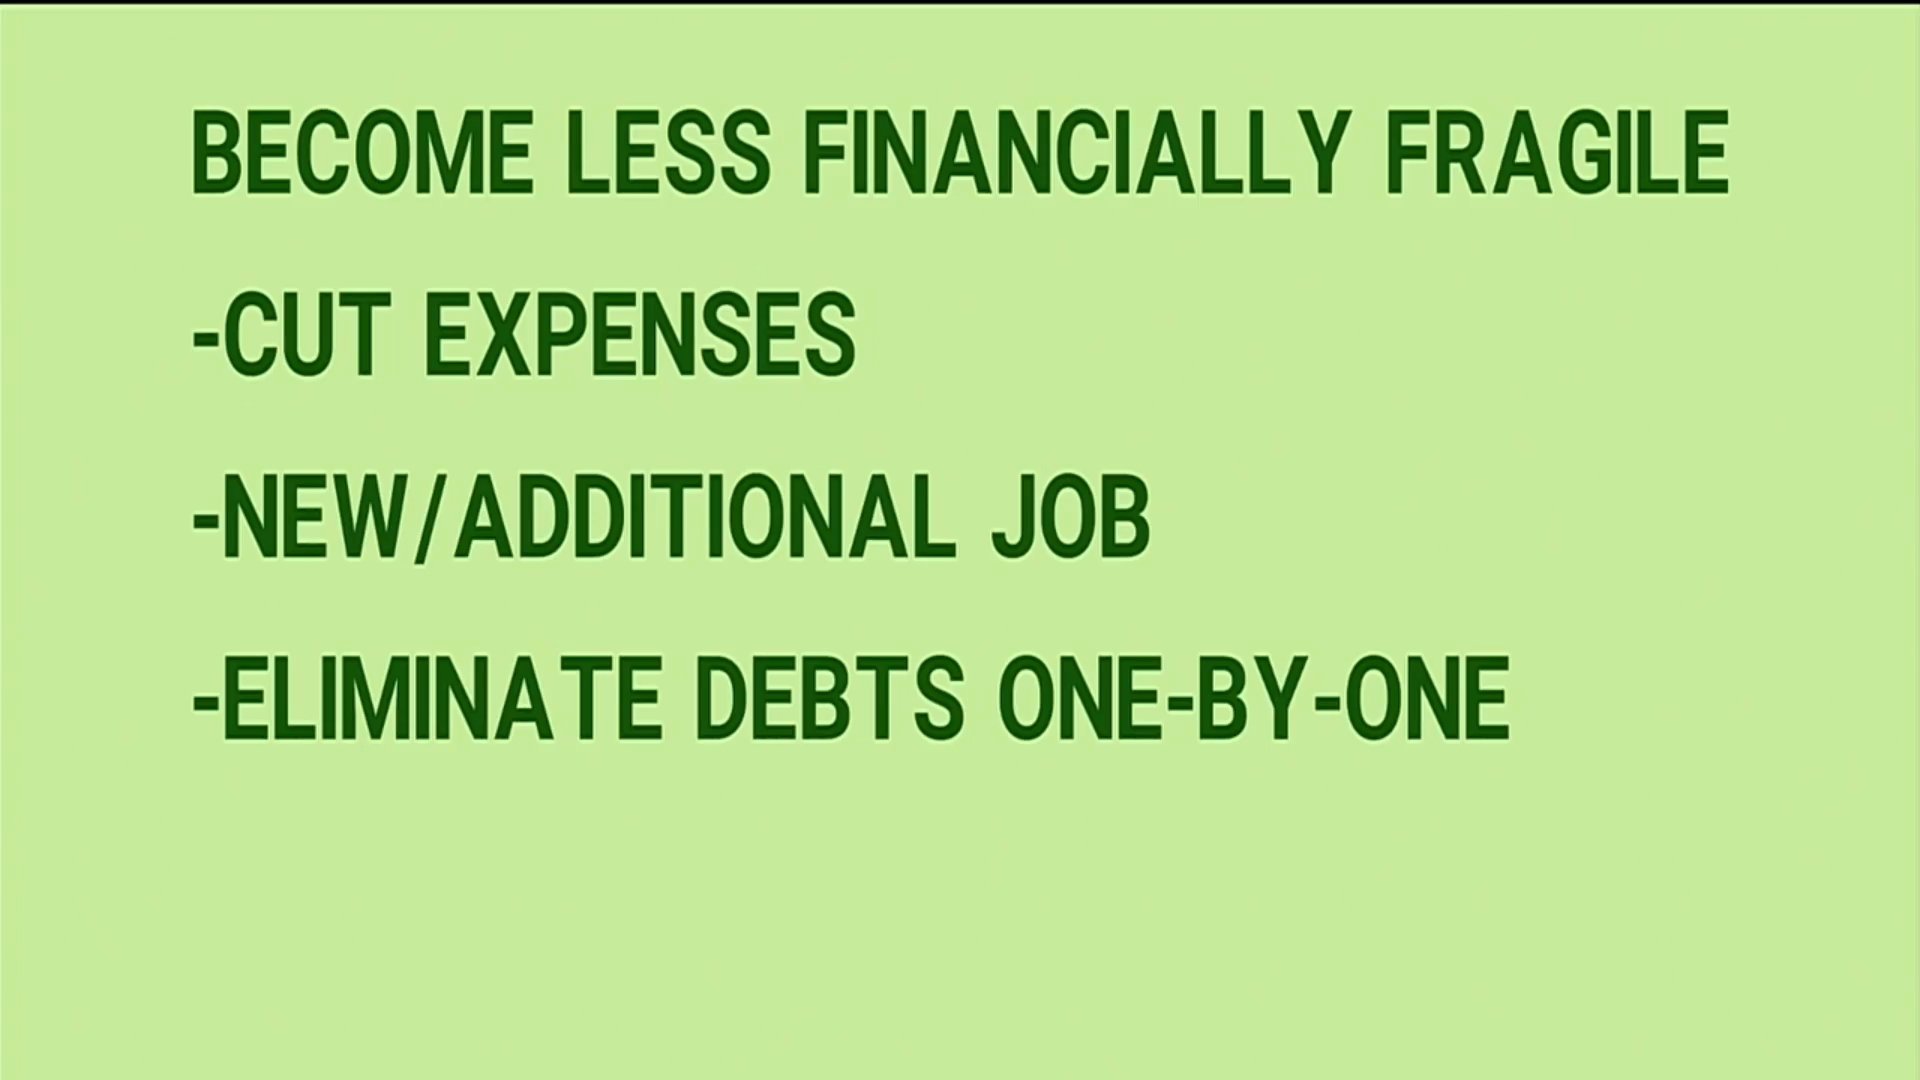 BECOME LESS FINANCIALLY FRAGILE
-CUT EXPENSES
-NEW/ADDITIONAL JOB
-ELIMINATE DEBTS ONE-BY-ONE